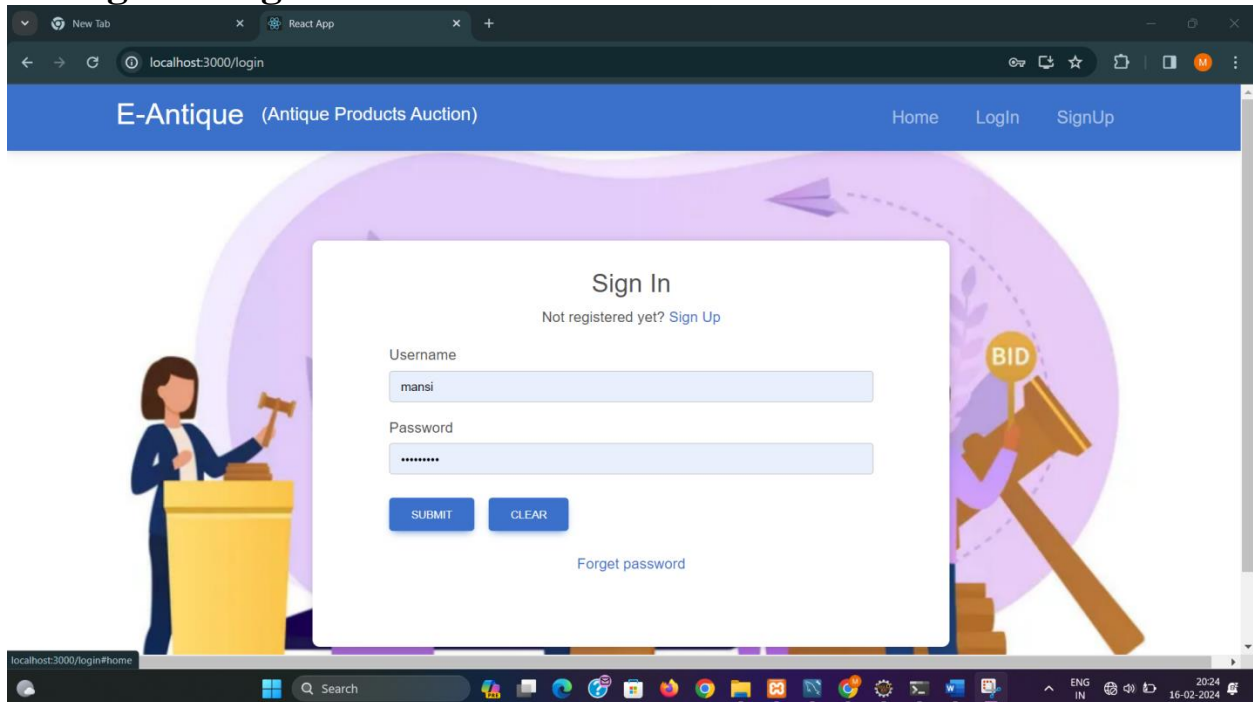 New Tab
React App
localhost:3000/login
M
E-Antique (Antique Products Auction)
Home LogIn SignUp
Sign In
Not registered yet? Sign Up
BID
Username
mansi
Password
•••••••••
SUBMIT CLEAR
Forget password
localhost:3000/login#home
Search
PRE
ENG
IN
20:24
16-02-2024